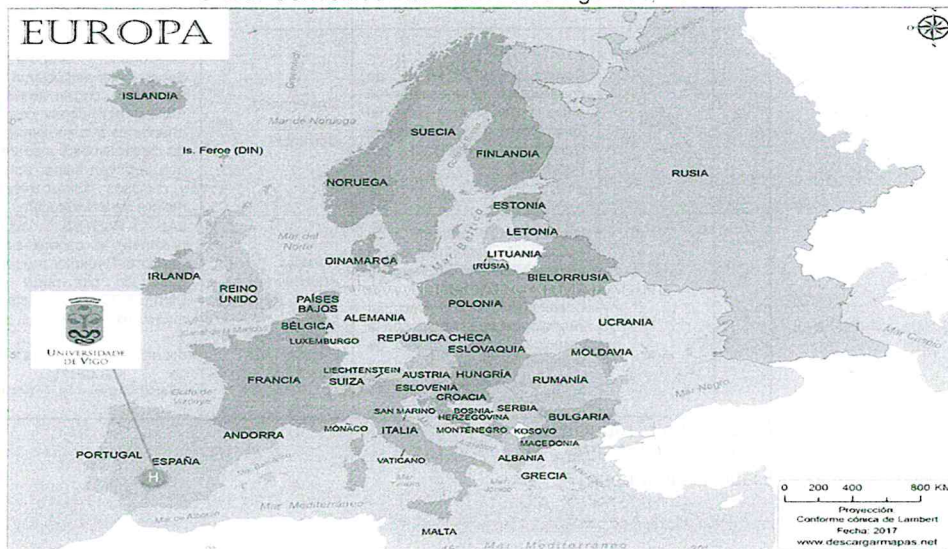 EUROPA
ISLANDIA
Mar de Noruega
Is. Feroe (DIN)
SUECIA
FINLANDIA
NORUEGA
RUSIA
ESTONIA
LETONIA
Mar Báltico
Mar del
Norte
DINAMARCA
LITUANIA
(RUSIA)
BIELORRUSIA
IRLANDA
REINO
UNIDO
PAÍSES
BAJOS
POLONIA
UNIVERSIDADE
DE VIGO
BÉLGICA
ALEMANIA
UCRANIA
LUXEMBURGO
REPÚBLICA CHECA
ESLOVAQUIA
MOLDAVIA
LIECHTENSTEIN
AUSTRIA
HUNGRÍA
FRANCIA
SUIZA
ESLOVENIA
RUMANÍA
CROACIA
Mar Negro
SAN MARINO
BOSNIA
HERZEGOVINA
SERBIA
BULGARIA
ANDORRA
MÓNACO
ITALIA
MONTENEGRO
KOSOVO
MACEDONIA
PORTUGAL
ESPAÑA
VATICANO
ALBANIA
GRECIA
H
Mar Mediterráneo
MALTA
Mar Mediterráneo
0 200 400 800 KM
Proyección
Conforme cónica de Lambert
Fecha: 2017
www.descargarmapas.net